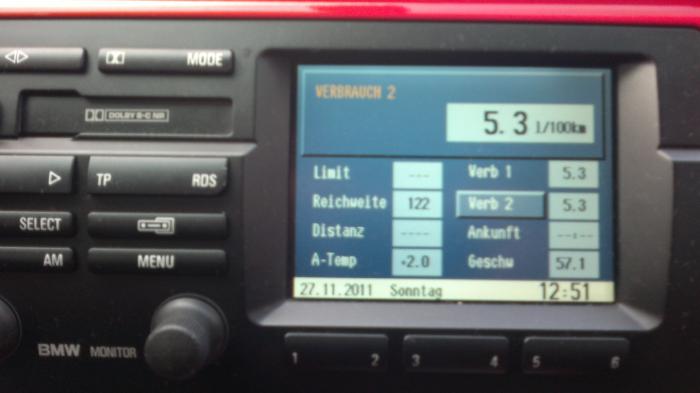 MODE
DOLBY B-C NR
TP RDS
SELECT
AM MENU
BMW MONITOR
VERBRAUCH 2
5.3 l/100km
Limit --- Verb 1 5.3
Reichweite 122 Verb 2 5.3
Distanz ---- Ankunft --:--
A-Temp +2.0 Geschw 57.1
27.11.2011 Sonntag 12:51
1 2 3 4 5 6